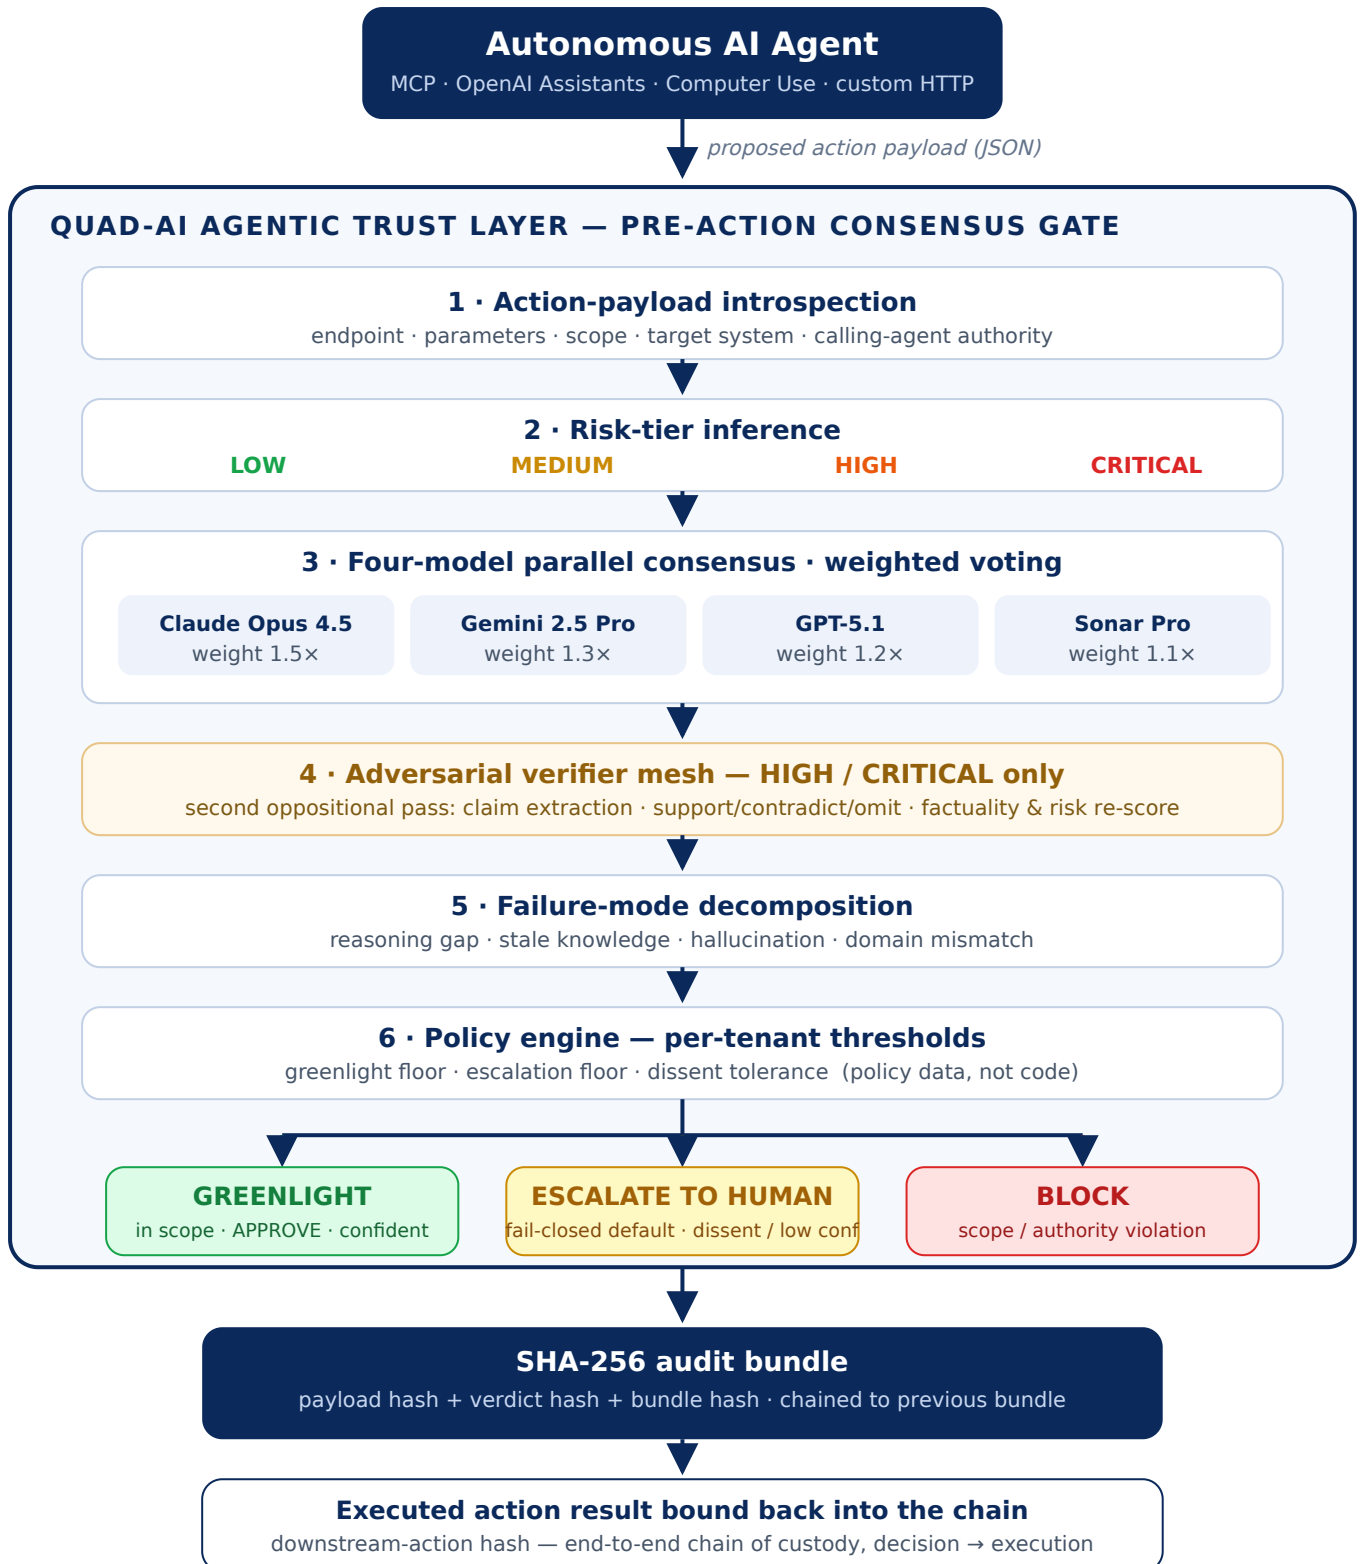 Autonomous AI Agent
MCP · OpenAI Assistants · Computer Use · custom HTTP
proposed action payload (JSON)
QUAD-AI AGENTIC TRUST LAYER — PRE-ACTION CONSENSUS GATE
1 · Action-payload introspection
endpoint · parameters · scope · target system · calling-agent authority
2 · Risk-tier inference
LOW MEDIUM HIGH CRITICAL
3 · Four-model parallel consensus · weighted voting
Claude Opus 4.5 Gemini 2.5 Pro GPT-5.1 Sonar Pro
weight 1.5× weight 1.3× weight 1.2× weight 1.1×
4 · Adversarial verifier mesh — HIGH / CRITICAL only
second oppositional pass: claim extraction · support/contradict/omit · factuality & risk re-score
5 · Failure-mode decomposition
reasoning gap · stale knowledge · hallucination · domain mismatch
6 · Policy engine — per-tenant thresholds
greenlight floor · escalation floor · dissent tolerance (policy data, not code)
GREENLIGHT ESCALATE TO HUMAN BLOCK
in scope · APPROVE · confident fail-closed default · dissent / low conf scope / authority violation
SHA-256 audit bundle
payload hash + verdict hash + bundle hash · chained to previous bundle
Executed action result bound back into the chain
downstream-action hash — end-to-end chain of custody, decision → execution